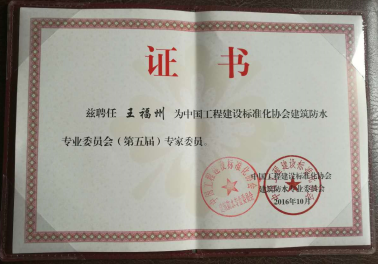 证书
兹聘任 王福州 为中国工程建设标准化协会建筑防水
专业委员会（第五届）专家委员。
中国工程建设标准化协会
建筑防水专业委员会
2016年10月